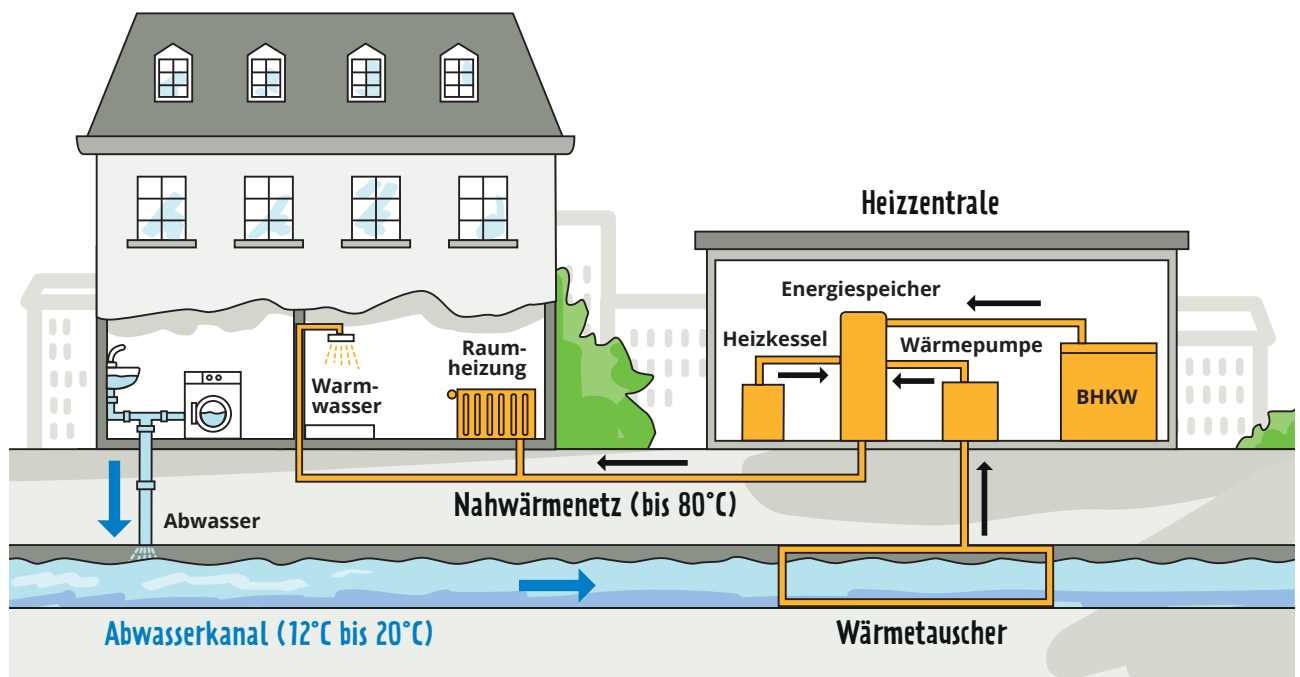 Heizzentrale
Energiespeicher
Heizkessel
Wärmepumpe
BHKW
Raum-
heizung
Warm-
wasser
Nahwärmenetz (bis 80°C)
Abwasser
Abwasserkanal (12°C bis 20°C)
Wärmetauscher